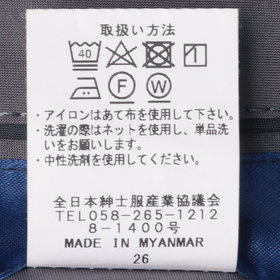 取扱い方法
40
1
F W
・アイロンはあて布を使用して下さい。
・洗濯の際はネットを使用し、単品洗
いをして下さい。
・中性洗剤を使用して下さい。
全日本紳士服産業協議会
TEL058-265-1212
8-1400号
MADE IN MYANMAR
26